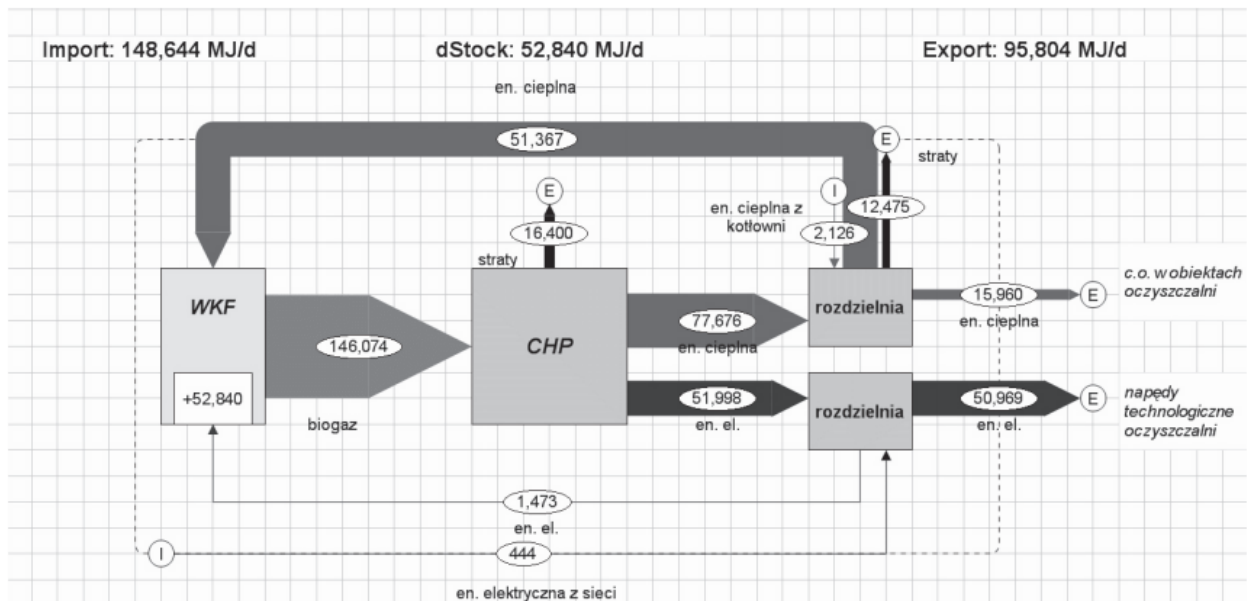 Import: 148,644 MJ/d
dStock: 52,840 MJ/d
Export: 95,804 MJ/d
en. cieplna
51,367
E
straty
E
I
en. cieplna z
kotłowni
12,475
16,400
2,126
straty
WKF
+52,840
146,074
biogaz
CHP
77,676
en. cieplna
51,998
en. el.
rozdzielnia
15,960
en. cieplna
E
c.o. w obiektach
oczyszczalni
rozdzielnia
50,969
en. el.
E
napędy
technologiczne
oczyszczalni
1,473
en. el.
I
444
en. elektryczna z sieci